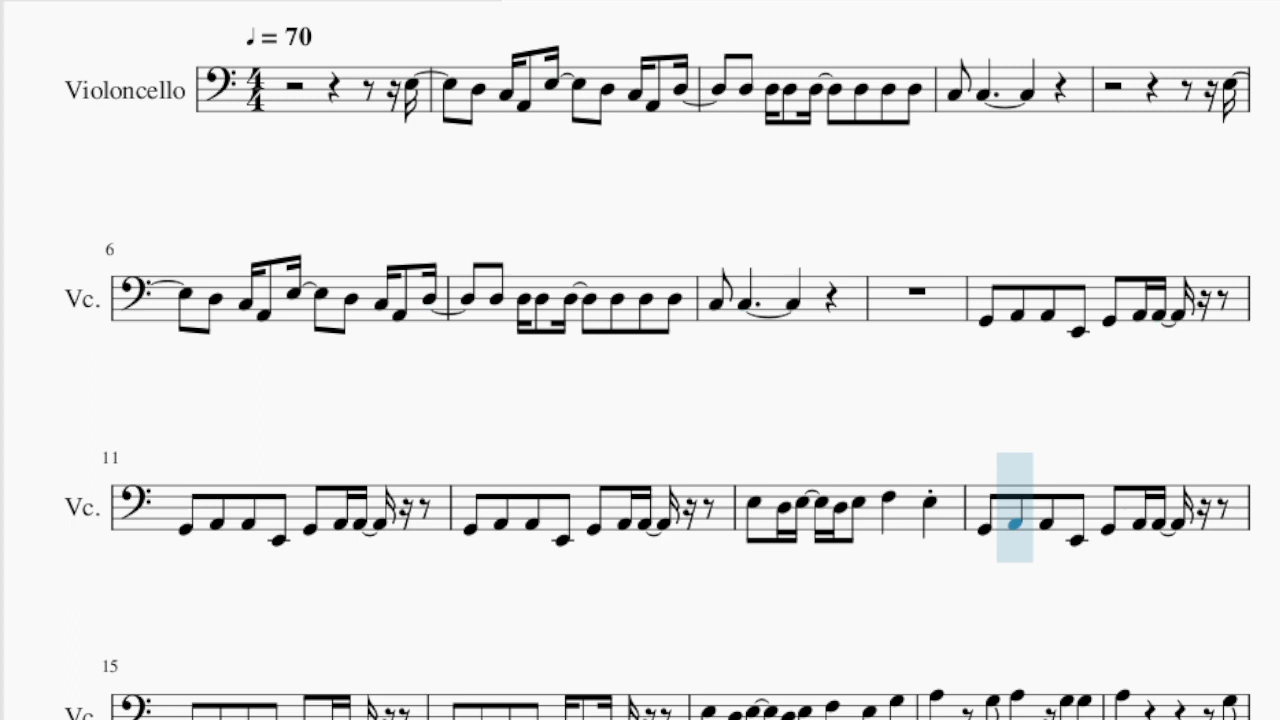 ♩ = 70
Violoncello
4
4
6
Vc.
11
Vc.
15
Vc.